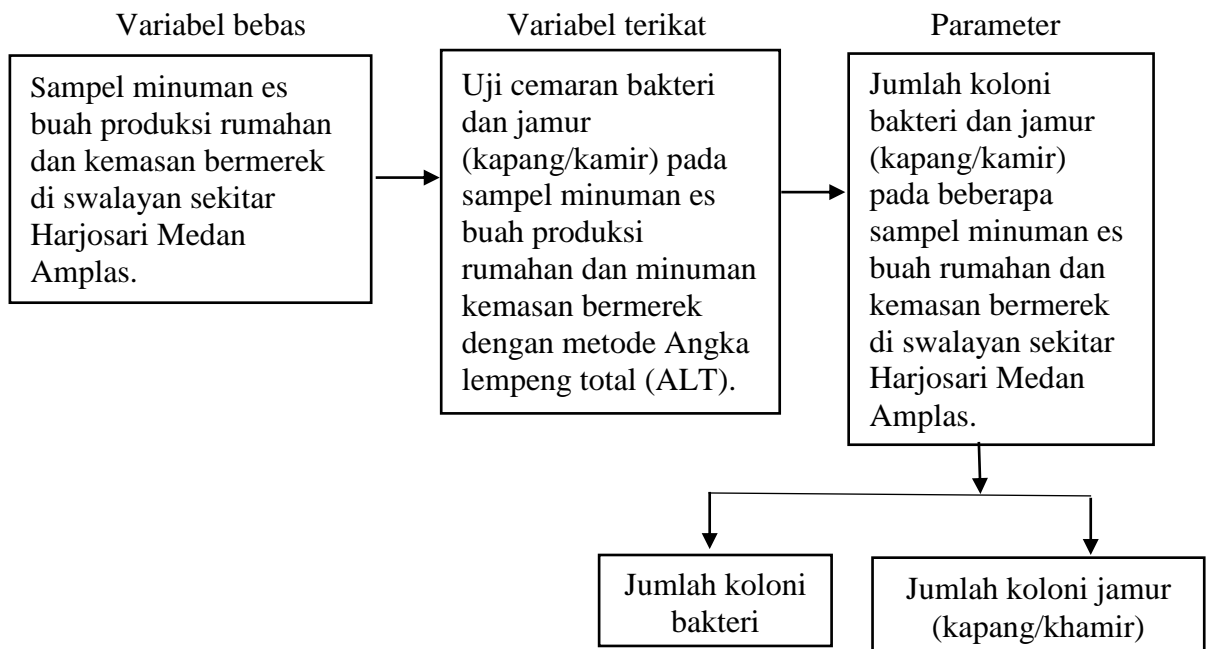 Variabel bebas
Variabel terikat
Parameter
Sampel minuman es
buah produksi rumahan
dan kemasan bermerek
di swalayan sekitar
Harjosari Medan
Amplas.
Uji cemaran bakteri
dan jamur
(kapang/kamir) pada
sampel minuman es
buah produksi
rumahan dan minuman
kemasan bermerek
dengan metode Angka
lempeng total (ALT).
Jumlah koloni
bakteri dan jamur
(kapang/kamir)
pada beberapa
sampel minuman es
buah rumahan dan
kemasan bermerek
di swalayan sekitar
Harjosari Medan
Amplas.
Jumlah koloni
bakteri
Jumlah koloni jamur
(kapang/khamir)